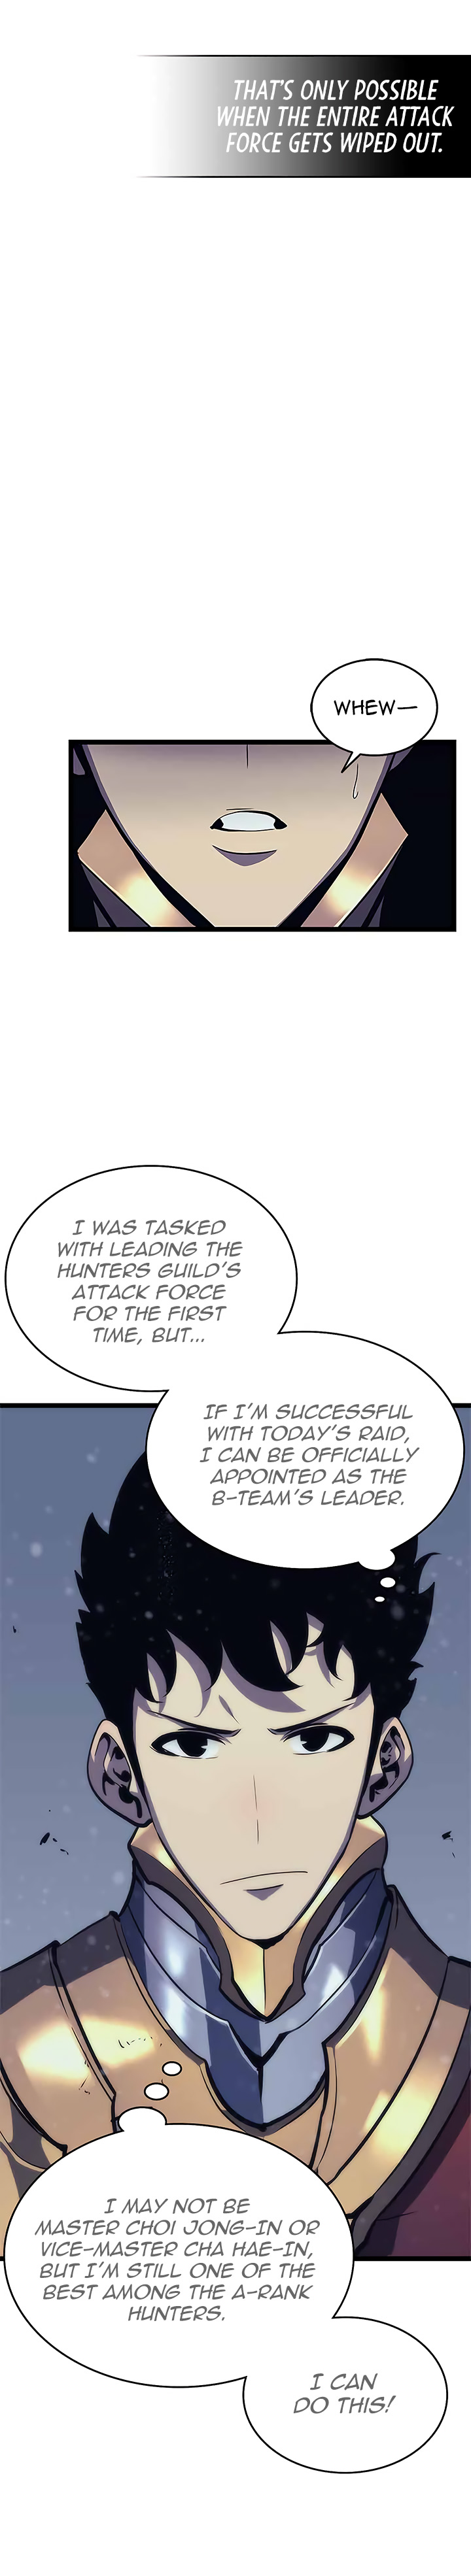 THAT'S ONLY POSSIBLE
WHEN THE ENTIRE ATTACK
FORCE GETS WIPED OUT.
WHEW—
I WAS TASKED
WITH LEADING THE
HUNTERS GUILD'S
ATTACK FORCE
FOR THE FIRST
TIME, BUT...
IF I'M SUCCESSFUL
WITH TODAY'S RAID,
I CAN BE OFFICIALLY
APPOINTED AS THE
B-TEAM'S LEADER.
I MAY NOT BE
MASTER CHOI JONG-IN OR
VICE-MASTER CHA HAE-IN,
BUT I'M STILL ONE OF THE
BEST AMONG THE A-RANK
HUNTERS.
I CAN
DO THIS!